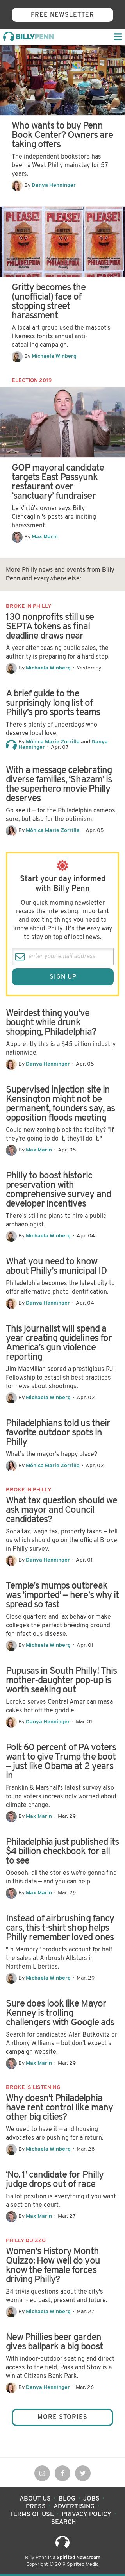 FREE NEWSLETTER
BILLYPENN
Who wants to buy Penn
Book Center? Owners are
taking offers
The independent bookstore has
been a West Philly mainstay for 57
years.
By Danya Henninger
PLEASE! PLEASE! PLEASE!
Gritty becomes the
(unofficial) face of
stopping street
harassment
A local art group used the mascot's
likeness for its annual anti-
catcalling campaign.
By Michaela Winberg
ELECTION 2019
GOP mayoral candidate
targets East Passyunk
restaurant over
'sanctuary' fundraiser
Le Virtù's owner says Billy
Ciancaglini's posts are inciting
harassment.
By Max Marin
More Philly news and events from Billy
Penn and everywhere else:
BROKE IN PHILLY
130 nonprofits still use
SEPTA tokens as final
deadline draws near
A year after ceasing public sales, the
authority is preparing for a hard stop.
By Michaela Winberg · Yesterday
A brief guide to the
surprisingly long list of
Philly's pro sports teams
There's plenty of underdogs who
deserve local love.
By Mónica Marie Zorrilla and Danya
Henninger · Apr. 07
With a message celebrating
diverse families, 'Shazam!' is
the superhero movie Philly
deserves
Go see it — for the #Philadelphia cameos,
sure, but also for the optimism.
By Mónica Marie Zorrilla · Apr. 05
Start your day informed
with Billy Penn
Our quick morning newsletter
recaps the interesting, important
and exciting things you need to
know about Philly. It's the easy way
to stay on top of local news.
enter your email address
SIGN UP
Weirdest thing you've
bought while drunk
shopping, Philadelphia?
Apparently this is a $45 billion industry
nationwide.
By Danya Henninger · Apr. 05
Supervised injection site in
Kensington might not be
permanent, founders say, as
opposition floods meeting
Could new zoning block the facility? "If
they're going to do it, they'll do it."
By Max Marin · Apr. 05
Philly to boost historic
preservation with
comprehensive survey and
developer incentives
There's still no plans to hire a public
archaeologist.
By Michaela Winberg · Apr. 04
What you need to know
about Philly's municipal ID
Philadelphia becomes the latest city to
offer alternative photo identification.
By Danya Henninger · Apr. 04
This journalist will spend a
year creating guidelines for
America's gun violence
reporting
Jim MacMillan scored a prestigious RJI
Fellowship to establish best practices
for news about shootings.
By Michaela Winberg · Apr. 02
Philadelphians told us their
favorite outdoor spots in
Philly
What's your happy place?
By Mónica Marie Zorrilla · Apr. 02
BROKE IN PHILLY
What tax question should we
ask mayor and Council
candidates?
Soda tax, wage tax, property taxes — tell
us which should go on the official Broke
in Philly survey.
By Danya Henninger · Apr. 01
Temple's mumps outbreak
was 'imported' — here's why it
spread so fast
Close quarters and lax behavior make
colleges the perfect breeding ground
for infectious disease.
By Michaela Winberg · Apr. 01
Pupusas in South Philly! This
mother-daughter pop-up is
worth seeking out
Loroko serves Central American masa
cakes hot off the griddle.
By Danya Henninger · Mar. 31
Poll: 60 percent of PA voters
want to give Trump the boot
— just like Obama at 2 years
in
Franklin & Marshall's latest survey also
found voters increasingly worried about
climate change.
By Max Marin · Mar. 29
Philadelphia just published its
$4 billion checkbook for all
to see
Oooooh, all the stories we're gonna find
in this data — and you can help.
By Max Marin · Mar. 29
Instead of airbrushing fancy
cars, this t-shirt shop helps
Philly remember loved ones
"In Memory" products account for half
the sales at Airbrush Allstars in
Northern Liberties.
By Michaela Winberg · Mar. 29
Sure does look like Mayor
Kenney is trolling
challengers with Google ads
Search for candidates Alan Butkovitz or
Anthony Williams — but don't expect a
campaign website.
By Max Marin · Mar. 29
BROKE IS LISTENING
Why doesn't Philadelphia
have rent control like many
other big cities?
We used to have it — and housing
advocates are pushing for a return.
By Michaela Winberg · Mar. 28
'No. 1' candidate for Philly
judge drops out of race
Ballot position is everything if you want
a seat on the court.
By Max Marin · Mar. 27
PHILLY QUIZZO
Women's History Month
Quizzo: How well do you
know the female forces
driving Philly?
24 trivia questions about the city's
woman-led past, present and future.
By Michaela Winberg · Mar. 27
New Phillies beer garden
gives ballpark a big boost
With indoor-outdoor seating and direct
access to the field, Pass and Stow is a
win at Citizens Bank Park.
By Danya Henninger · Mar. 26
MORE STORIES
ABOUT US BLOG JOBS
PRESS ADVERTISING
TERMS OF USE PRIVACY POLICY
SEARCH
Billy Penn is a Spirited Newsroom
Copyright © 2019 Spirited Media